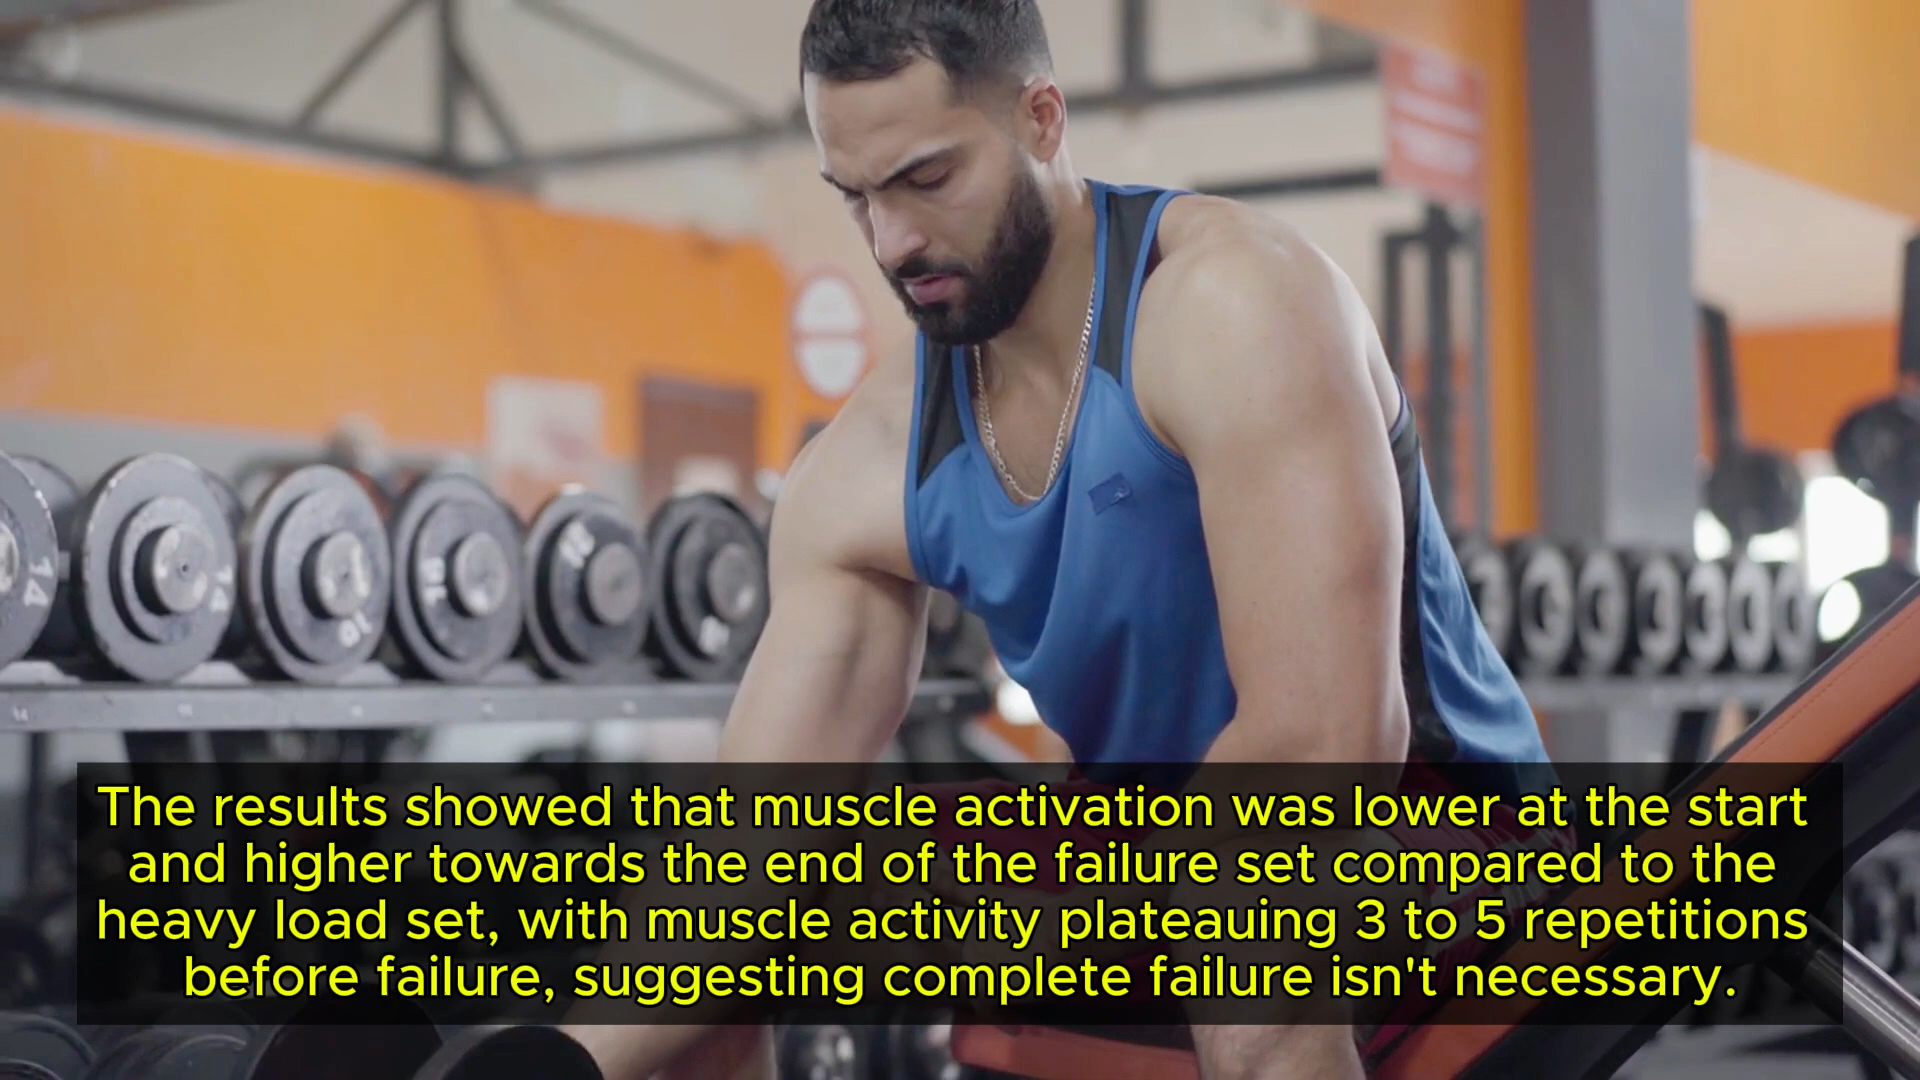 The results showed that muscle activation was lower at the start
and higher towards the end of the failure set compared to the
heavy load set, with muscle activity plateauing 3 to 5 repetitions
before failure, suggesting complete failure isn't necessary.
14
14